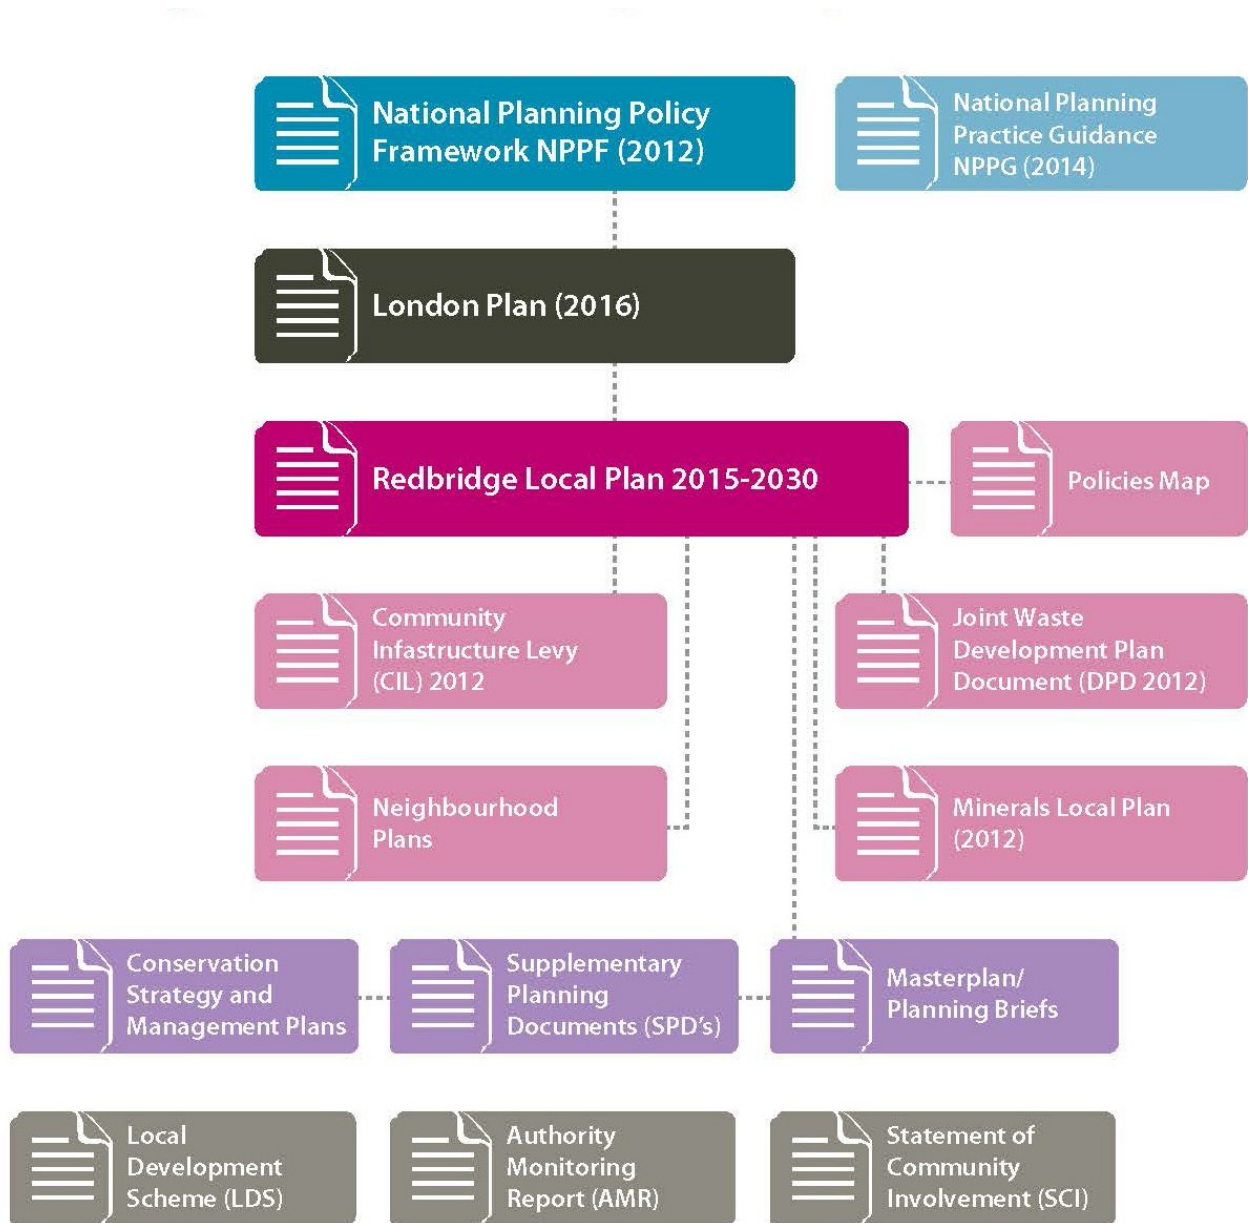 National Planning Policy
Framework NPPF (2012)
National Planning
Practice Guidance
NPPG (2014)
London Plan (2016)
Redbridge Local Plan 2015-2030
Policies Map
Community
Infastructure Levy
(CIL) 2012
Joint Waste
Development Plan
Document (DPD 2012)
Neighbourhood
Plans
Minerals Local Plan
(2012)
Conservation
Strategy and
Management Plans
Supplementary
Planning
Documents (SPD's)
Masterplan/
Planning Briefs
Local
Development
Scheme (LDS)
Authority
Monitoring
Report (AMR)
Statement of
Community
Involvement (SCI)